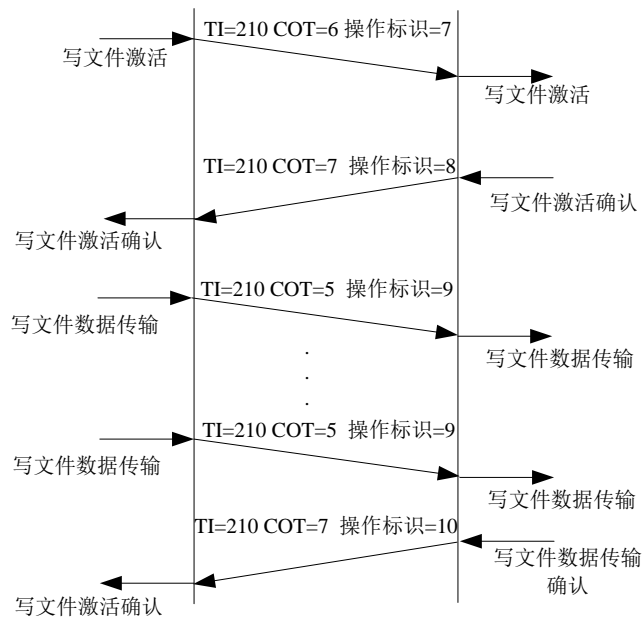 TI=210 COT=6 操作标识=7
写文件激活
写文件激活
TI=210 COT=7 操作标识=8
写文件激活确认
写文件激活确认
TI=210 COT=5 操作标识=9
写文件数据传输
写文件数据传输
.
.
.
TI=210 COT=5 操作标识=9
写文件数据传输
写文件数据传输
TI=210 COT=7 操作标识=10
写文件数据传输
确认
写文件激活确认